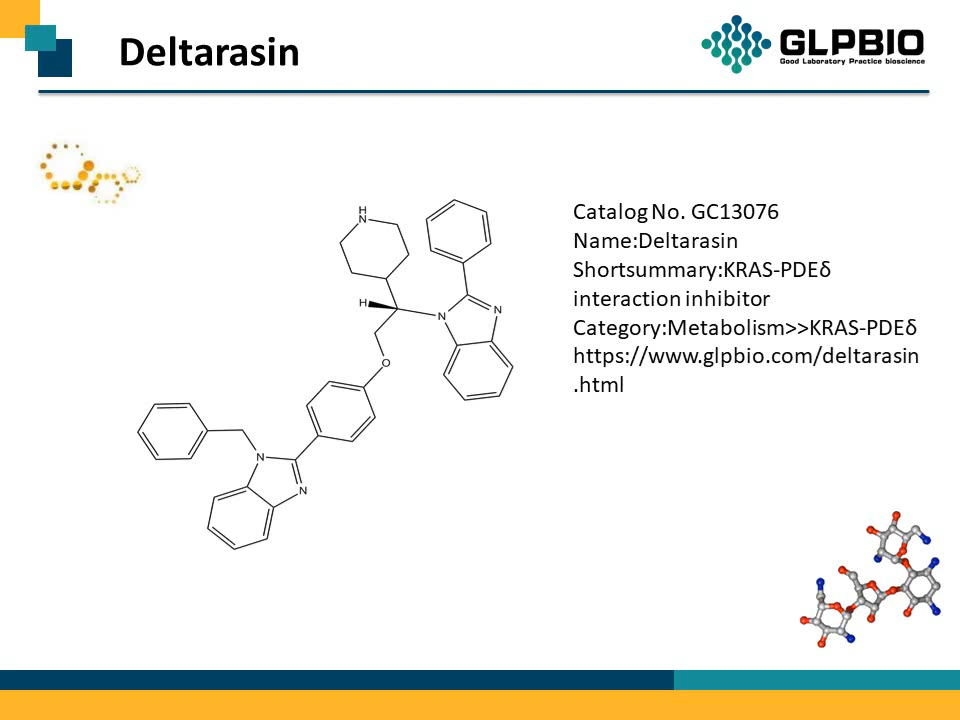 Deltarasin
GLPBIO
Good Laboratory Practice bioscience
Catalog No. GC13076
Name:Deltarasin
Shortsummary:KRAS-PDEδ
interaction inhibitor
Category:Metabolism>>KRAS-PDEδ
https://www.glpbio.com/deltarasin
.html
H
N
H
N
N
O
N
N